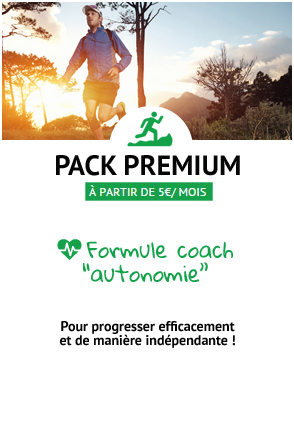 PACK PREMIUM
À PARTIR DE 5€/ MOIS
Formule coach
"autonomie"
Pour progresser efficacement
et de manière indépendante !